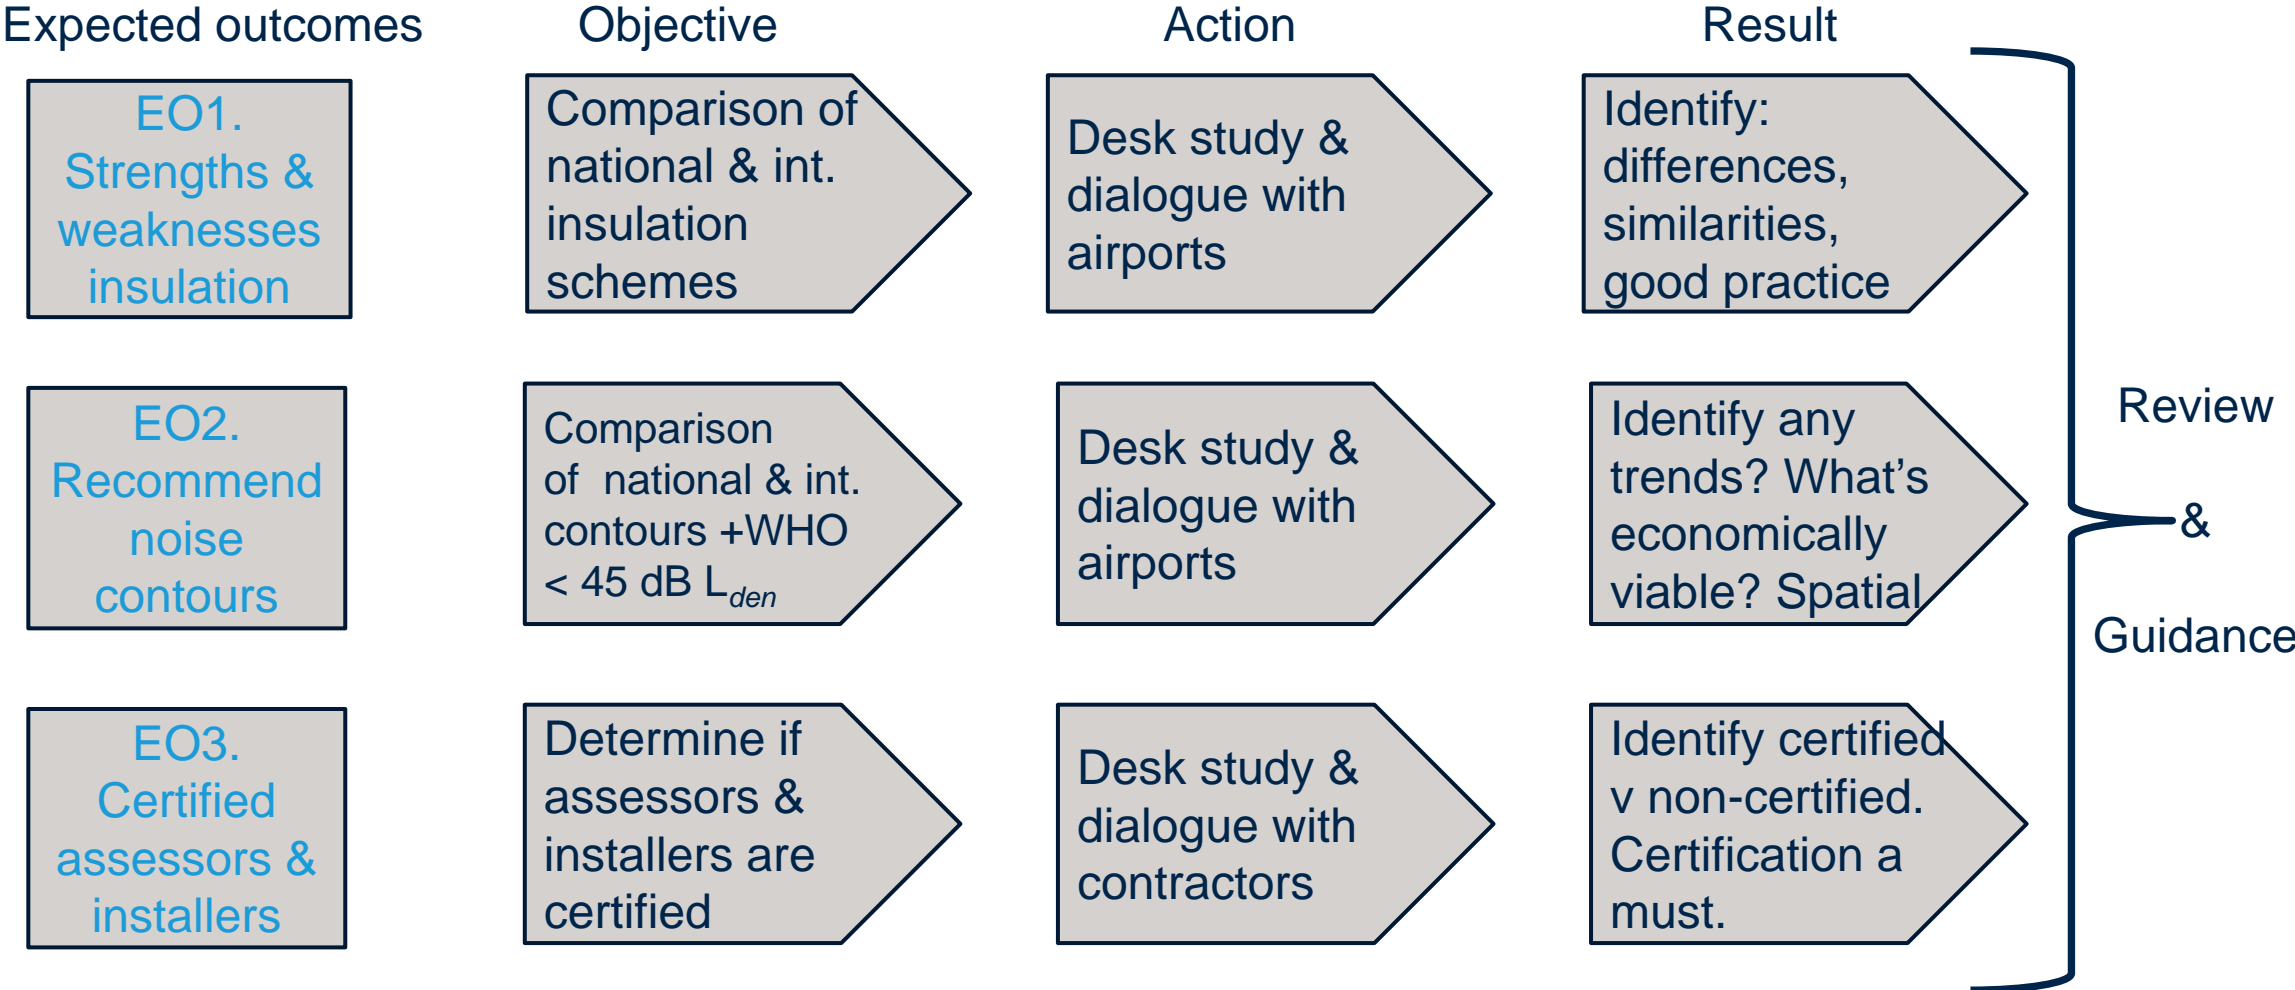 Expected outcomes
Objective
Action
Result
EO1.
Strengths &
weaknesses
insulation
Comparison of
national & int.
insulation
schemes
Desk study &
dialogue with
airports
Identify:
differences,
similarities,
good practice
EO2.
Recommend
noise
contours
Comparison
of national & int.
contours +WHO
< 45 dB Lden
Desk study &
dialogue with
airports
Identify any
trends? What’s
economically
viable? Spatial
EO3.
Certified
assessors &
installers
Determine if
assessors &
installers are
certified
Desk study &
dialogue with
contractors
Identify certified
v non-certified.
Certification a
must.
Review
&
Guidance